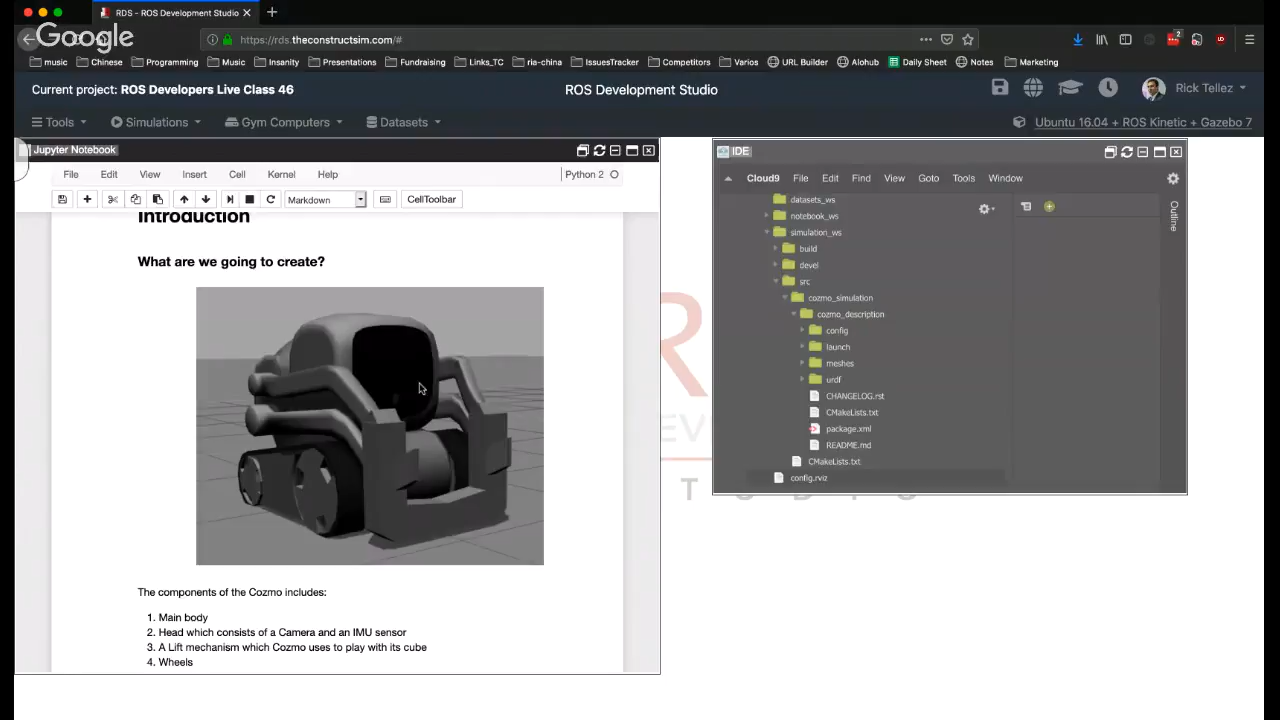 RDS - ROS Development Studio
Google
https://rds.theconstructsim.com/#
2
music Chinese Programming Music Insanity Presentations Fundraising Links_TC ria-china IssuesTracker Competitors Varios URL Builder Alohub Daily Sheet Notes Marketing
Current project: ROS Developers Live Class 46
ROS Development Studio
Rick Tellez
Tools Simulations Gym Computers Datasets
Ubuntu 16.04 + ROS Kinetic + Gazebo 7
Jupyter Notebook
File Edit View Insert Cell Kernel Help
Python 2
Markdown
CellToolbar
Introduction
What are we going to create?
The components of the Cozmo includes:
1. Main body
2. Head which consists of a Camera and an IMU sensor
3. A Lift mechanism which Cozmo uses to play with its cube
4. Wheels
IDE
Cloud9 File Edit Find View Goto Tools Window
datasets_ws
notebook_ws
simulation_ws
build
devel
src
cozmo_simulation
cozmo_description
config
launch
meshes
urdf
CHANGELOG.rst
CMakeLists.txt
package.xml
README.md
CMakeLists.txt
config.rviz
Outline